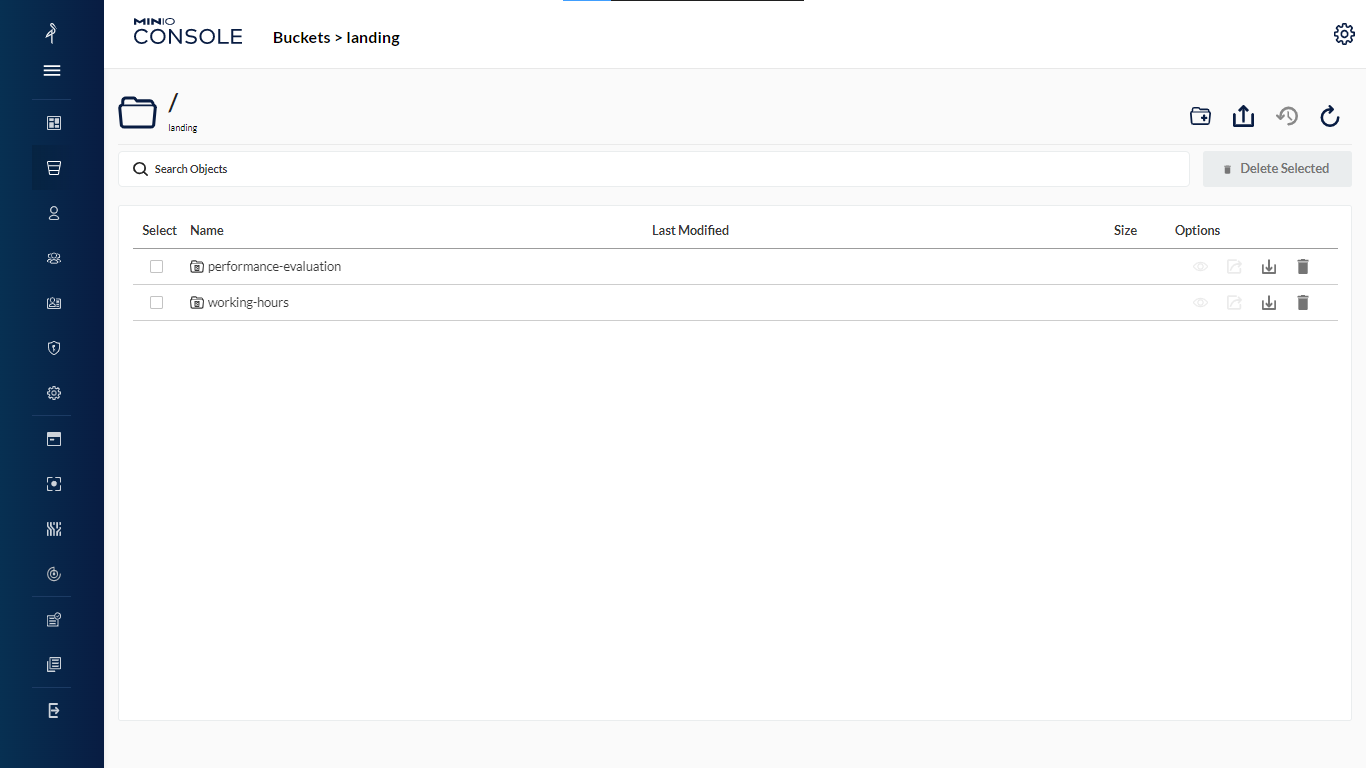 MINIO
CONSOLE
Buckets > landing
/
landing
Search Objects
Delete Selected
Select Name Last Modified Size Options
performance-evaluation
working-hours